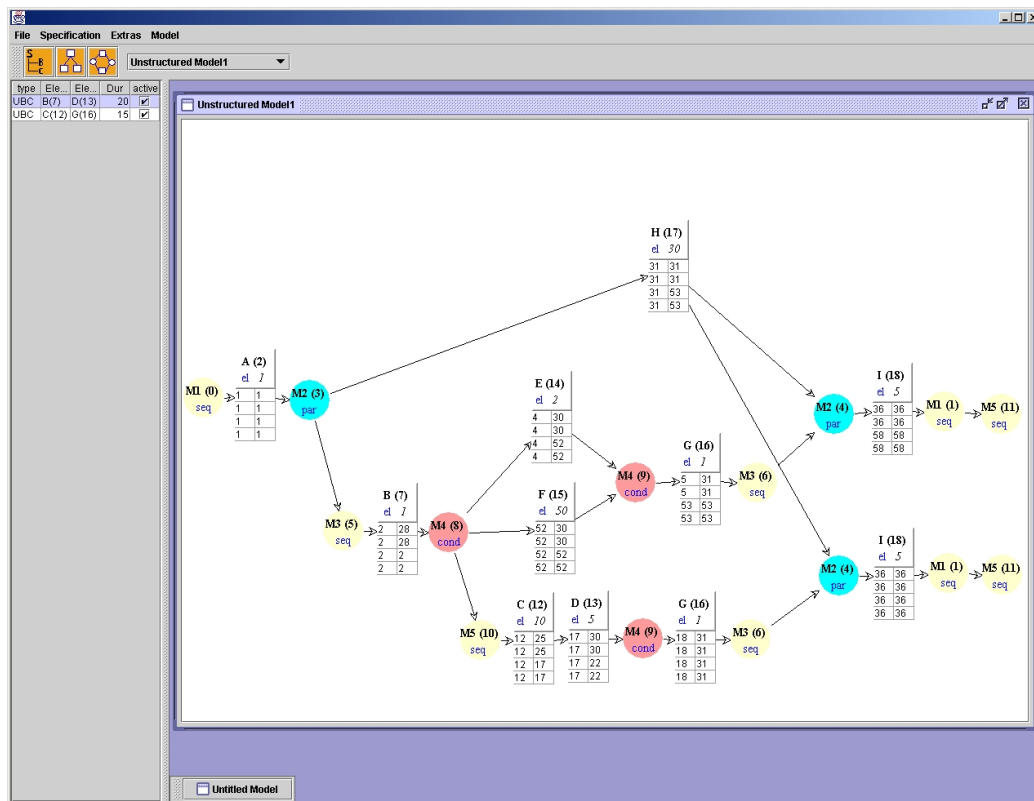 File Specification Extras Model
S
B
C
Unstructured Model1
type Ele... Ele... Dur active
UBC B(7) D(13) 20
UBC C(12) G(16) 15
Unstructured Model1
H (17)
el 30
31 31
31 31
31 53
31 53
A (2)
el 1
1 1
1 1
1 1
1 1
M1 (0)
seq
M2 (3)
par
E (14)
el 2
4 30
4 30
4 52
4 52
I (18)
el 5
36 36
36 36
58 58
58 58
M2 (4)
par
M1 (1)
seq
M5 (11)
seq
G (16)
el 1
5 31
5 31
53 53
53 53
M4 (9)
cond
M3 (6)
seq
B (7)
el 1
2 28
2 28
2 2
2 2
M3 (5)
seq
M4 (8)
cond
F (15)
el 50
52 30
52 30
52 52
52 52
I (18)
el 5
36 36
36 36
36 36
36 36
M2 (4)
par
M1 (1)
seq
M5 (11)
seq
C (12)
el 10
12 25
12 25
12 17
12 17
D (13)
el 5
17 30
17 30
17 22
17 22
G (16)
el 1
18 31
18 31
18 31
18 31
M5 (10)
seq
M4 (9)
cond
M3 (6)
seq
Untitled Model